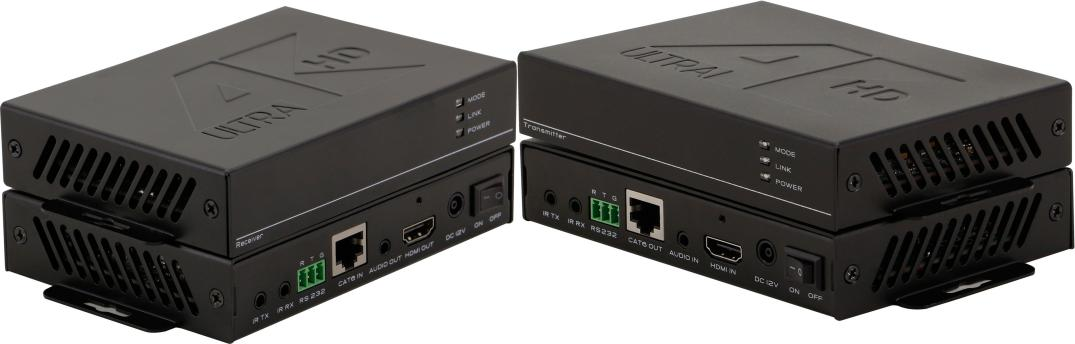 4K HD
ULTRA
MODE
LINK
POWER
Receiver
R T G
IR TX
IR RX
RS 232
CAT6 IN
AUDIO OUT
HDMI OUT
DC 12V
ON OFF
ULTRA
HD
Transmitter
MODE
LINK
POWER
R T G
IR TX
IR RX
RS232
CAT6 OUT
AUDIO IN
HDMI IN
DC 12V
ON OFF